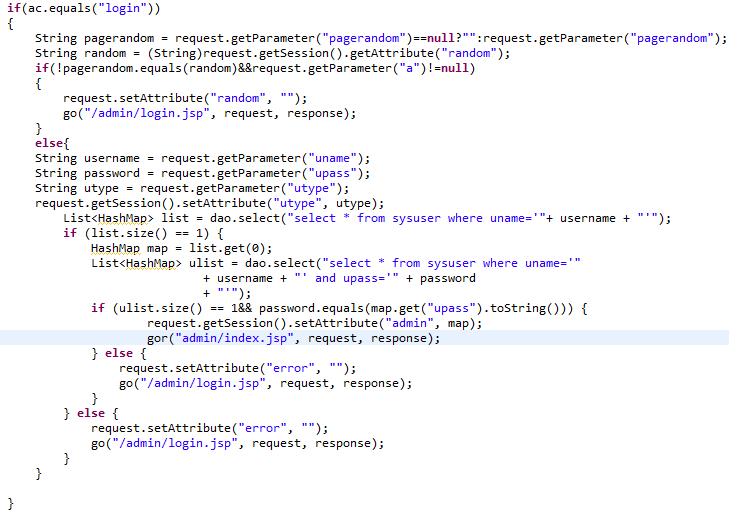 if(ac.equals("login"))
{
    String pagerandom = request.getParameter("pagerandom")==null?"":request.getParameter("pagerandom");
    String random = (String)request.getSession().getAttribute("random");
    if(!pagerandom.equals(random)&&request.getParameter("a")!=null)
    {
        request.setAttribute("random", "");
        go("/admin/login.jsp", request, response);
    }
    else{
    String username = request.getParameter("uname");
    String password = request.getParameter("upass");
    String utype = request.getParameter("utype");
    request.getSession().setAttribute("utype", utype);
        List<HashMap> list = dao.select("select * from sysuser where uname='"+ username + "'");
        if (list.size() == 1) {
            HashMap map = list.get(0);
            List<HashMap> ulist = dao.select("select * from sysuser where uname='"
                            + username + "' and upass='" + password
                            + "'");
            if (ulist.size() == 1&& password.equals(map.get("upass").toString())) {
                    request.getSession().setAttribute("admin", map);
                    gor("admin/index.jsp", request, response);
            } else {
                request.setAttribute("error", "");
                go("/admin/login.jsp", request, response);
            }
        } else {
            request.setAttribute("error", "");
            go("/admin/login.jsp", request, response);
        }
    }
}